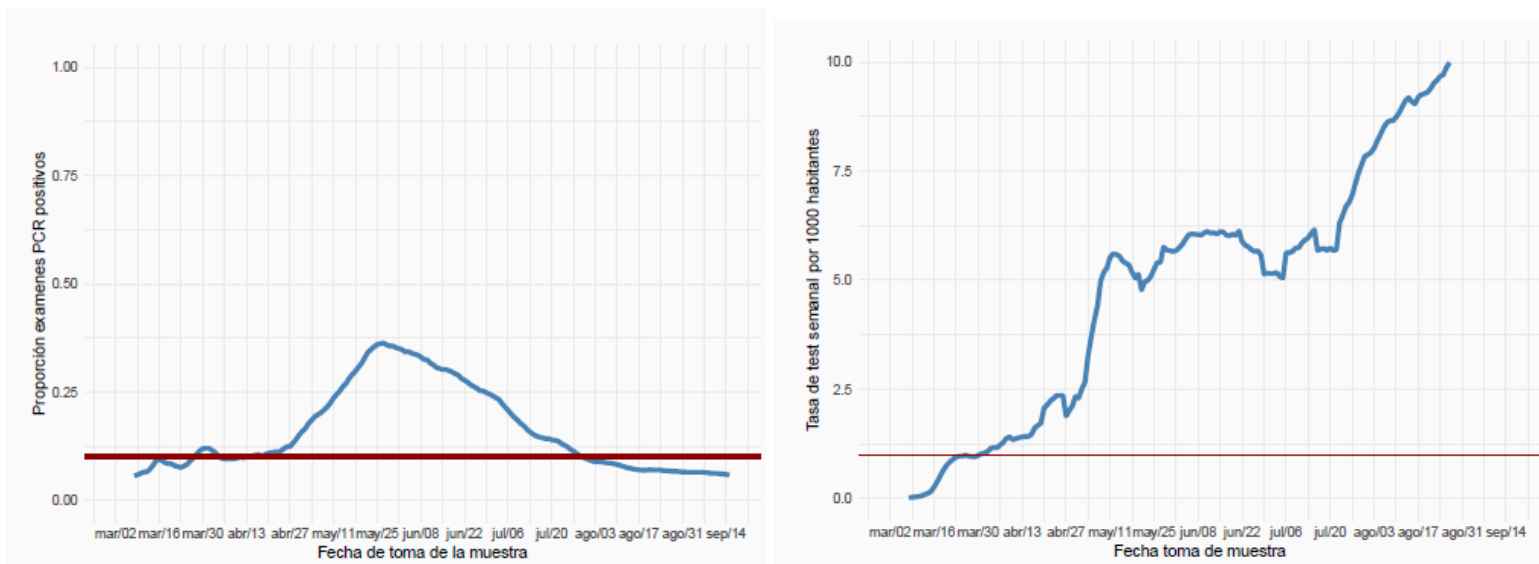 Proporción examenes PCR positivos
1.00
0.75
0.50
0.25
0.00
mar/02 mar/16 mar/30 abr/13 abr/27 may/11 may/25 jun/08 jun/22 jul/06 jul/20 ago/03 ago/17 ago/31 sep/14
Fecha de toma de la muestra
Tasa de test semanal por 1000 habitantes
10.0
7.5
5.0
2.5
0.0
mar/02 mar/16 mar/30 abr/13 abr/27 may/11 may/25 jun/08 jun/22 jul/06 jul/20 ago/03 ago/17 ago/31 sep/14
Fecha toma de muestra